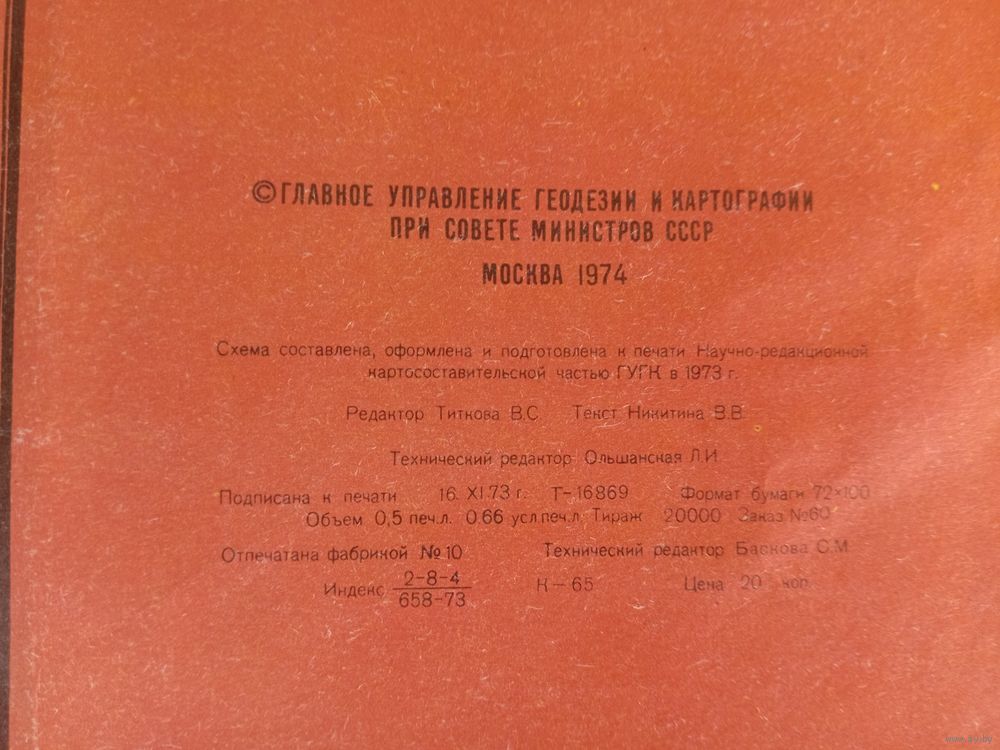 ©ГЛАВНОЕ УПРАВЛЕНИЕ ГЕОДЕЗИИ И КАРТОГРАФИИ
ПРИ СОВЕТЕ МИНИСТРОВ СССР
МОСКВА 1974
Схема составлена, оформлена и подготовлена к печати Научно-редакционной
картосоставительской частью ГУГК в 1973 г.
Редактор Титкова В.С. Текст Никитина В.В.
Технический редактор Ольшанская Л.И.
Подписана к печати 16. XI.73 г. Т-16869 Формат бумаги 72×100
Объем 0,5 печ.л. 0.66 усл.печ.л. Тираж 20000 Заказ №60
Отпечатана фабрикой №10 Технический редактор Баскова С.М.
Индекс 2-8-4
658-73 К-65 Цена 20 коп.